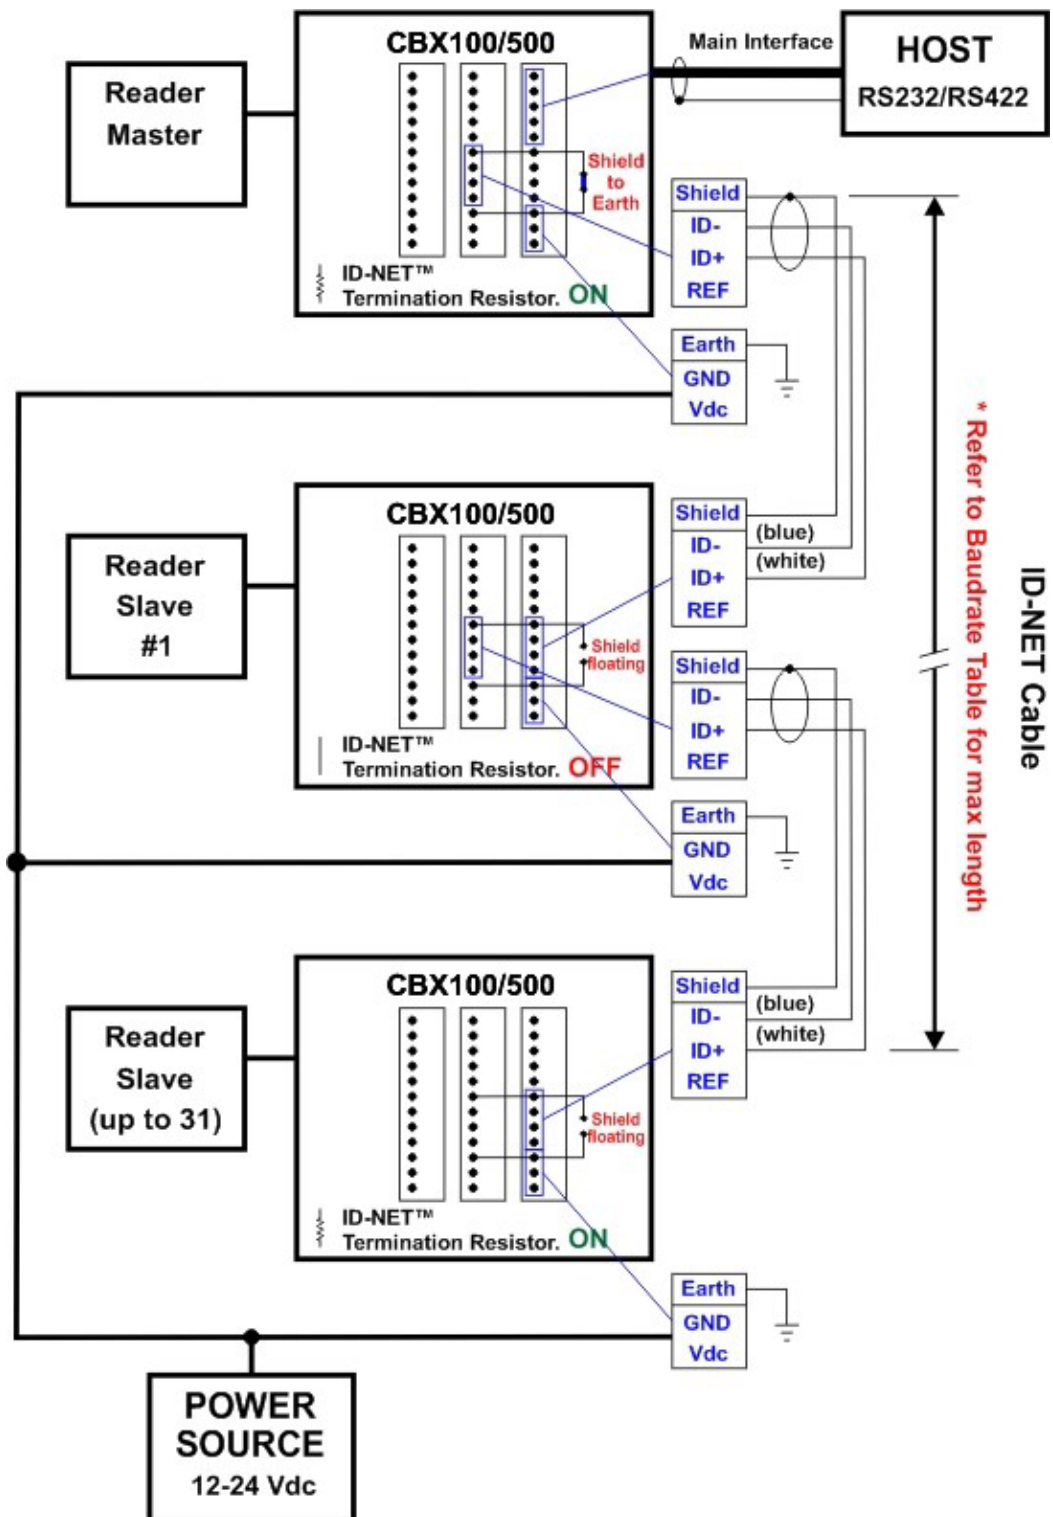 CBX100/500
Main Interface
HOST
RS232/RS422
Reader
Master
Shield
to
Earth
ID-NET™
Termination Resistor. ON
Shield
ID-
ID+
REF
Earth
GND
Vdc
CBX100/500
Reader
Slave
#1
Shield
floating
ID-NET™
Termination Resistor. OFF
Shield
ID-
ID+
REF
(blue)
(white)
Shield
ID-
ID+
REF
Earth
GND
Vdc
* Refer to Baudrate Table for max length
ID-NET Cable
CBX100/500
Reader
Slave
(up to 31)
Shield
floating
ID-NET™
Termination Resistor. ON
Shield
ID-
ID+
REF
(blue)
(white)
Earth
GND
Vdc
POWER
SOURCE
12-24 Vdc